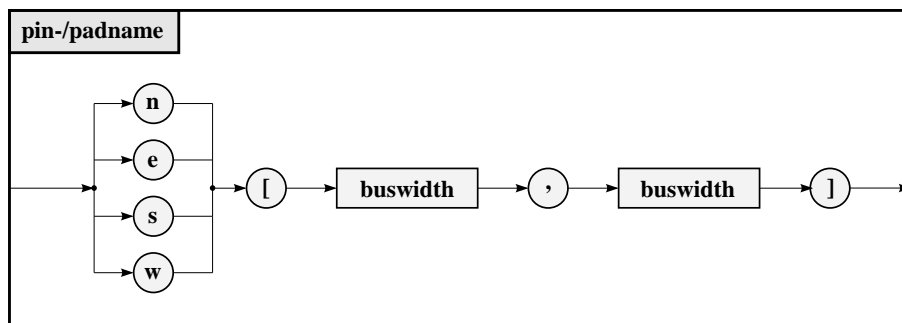 pin-/padname
n
e
s
w
[ buswidth , buswidth ]